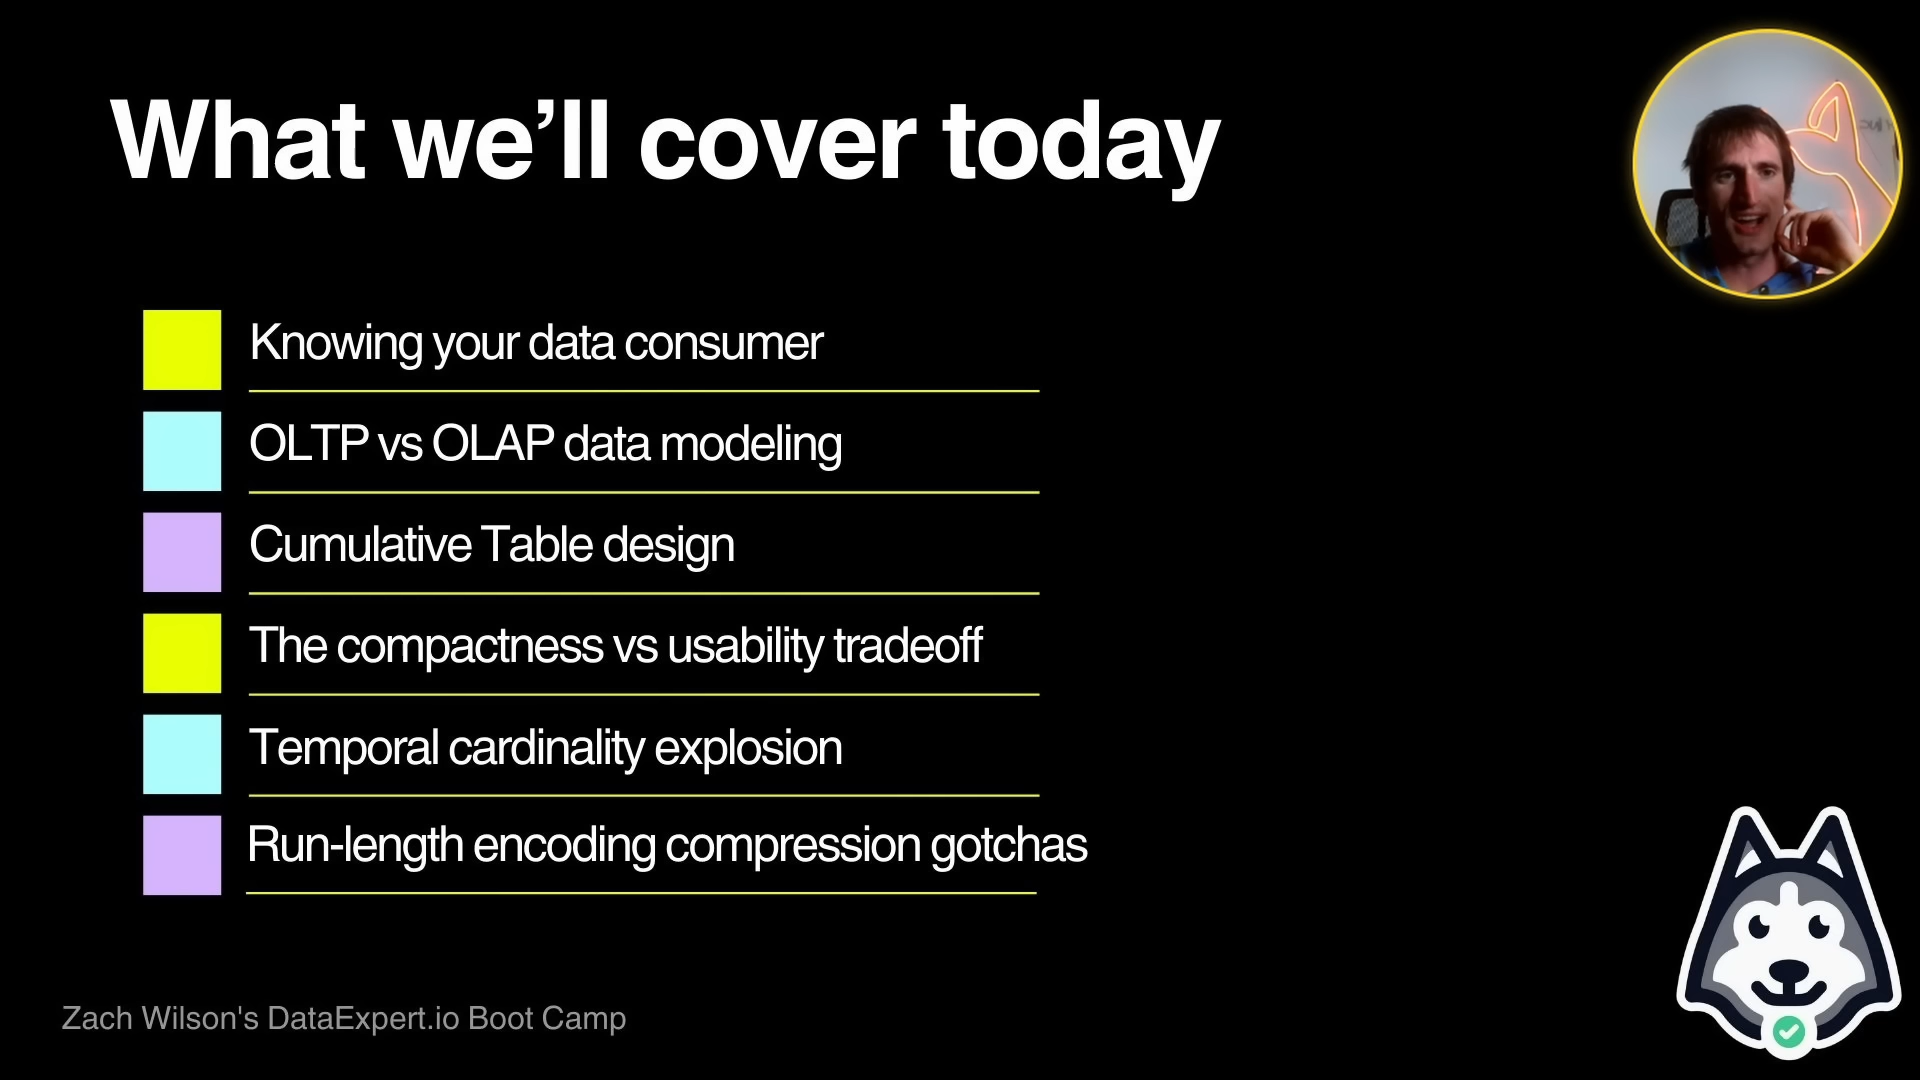 What we’ll cover today
Knowing your data consumer
OLTP vs OLAP data modeling
Cumulative Table design
The compactness vs usability tradeoff
Temporal cardinality explosion
Run-length encoding compression gotchas
Zach Wilson's DataExpert.io Boot Camp